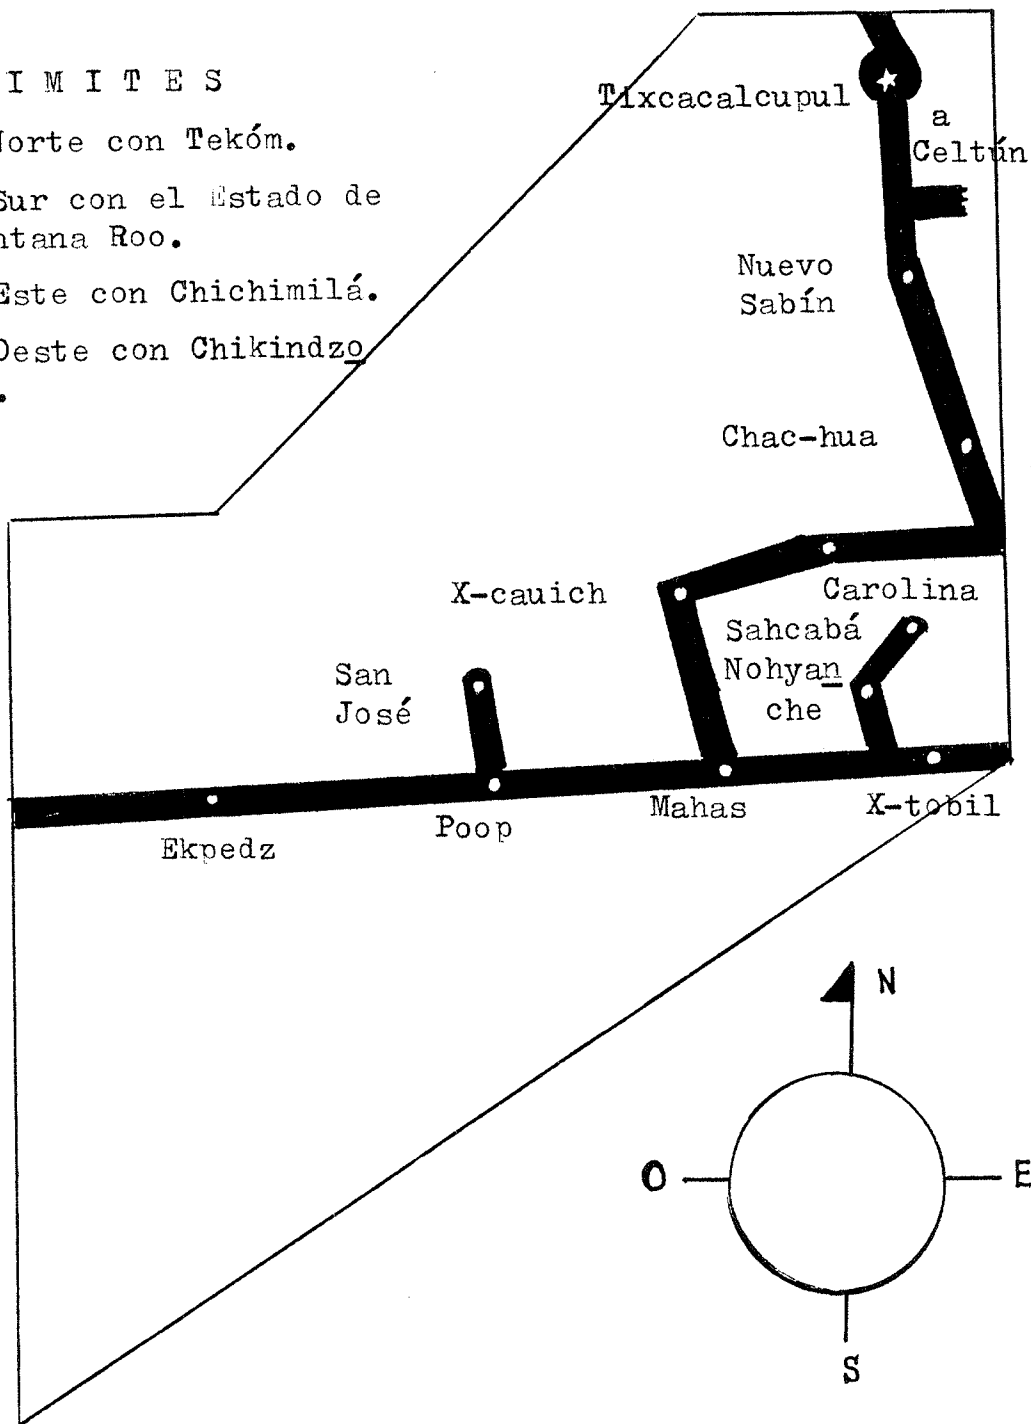 I M I T E S
Norte con Tekóm.
Sur con el Estado de
ntana Roo.
Este con Chichimilá.
Oeste con Chikindzo
.
Tixcacalcupul
a
Celtún
Nuevo
Sabín
Chac-hua
X-cauich
Carolina
Sahcabá
Nohyan
che
San
José
Ekpedz
Poop
Mahas
X-tobil
N
O
E
S